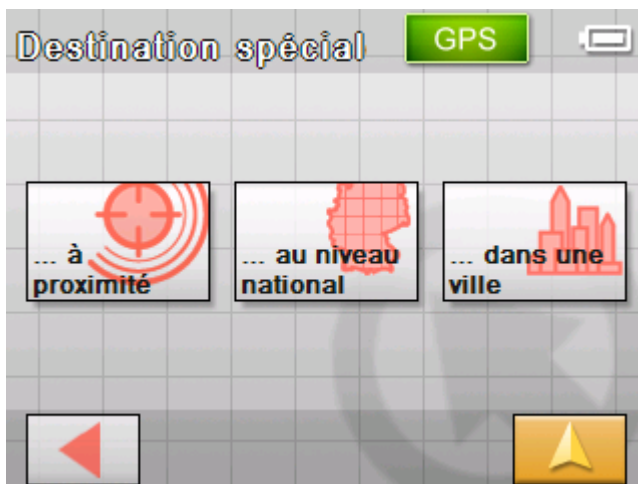 Destination spécial
GPS
... à
proximité
... au niveau
national
... dans une
ville